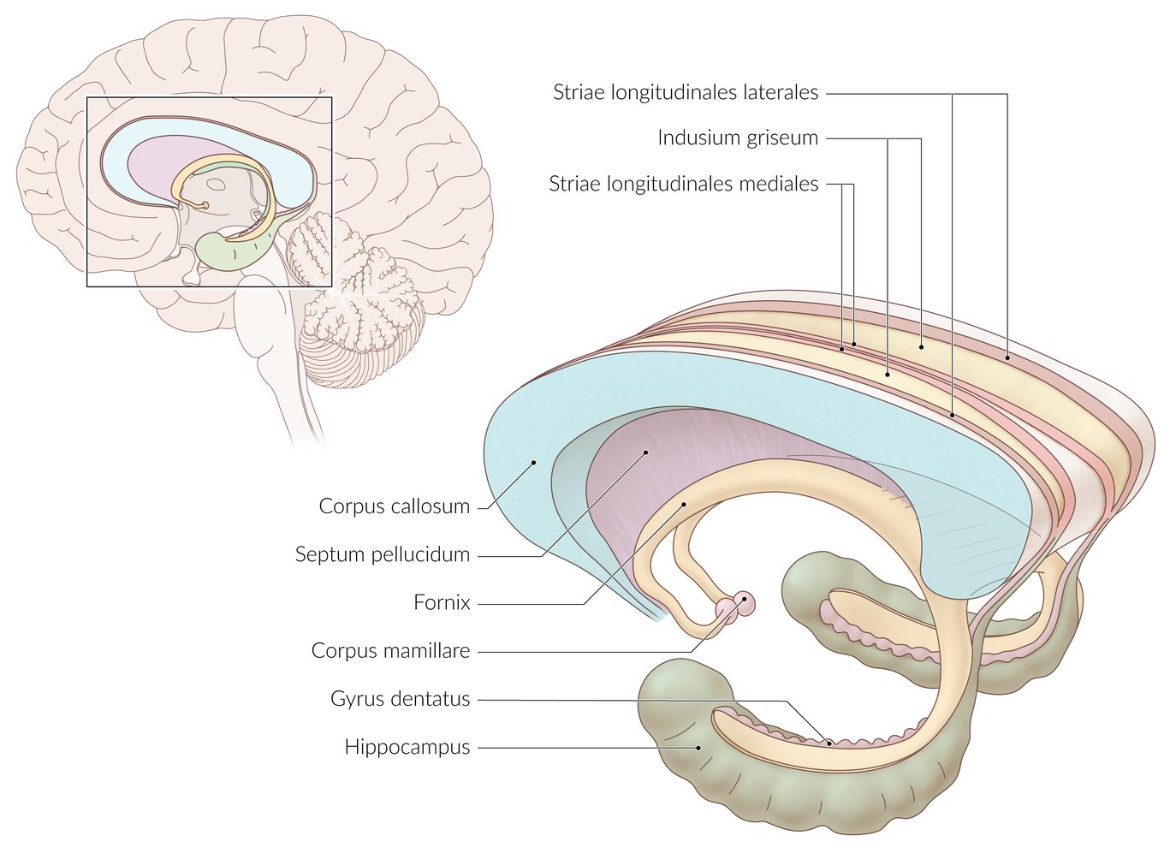 Striae longitudinales laterales
Indusium griseum
Striae longitudinales mediales
Corpus callosum
Septum pellucidum
Fornix
Corpus mamillare
Gyrus dentatus
Hippocampus